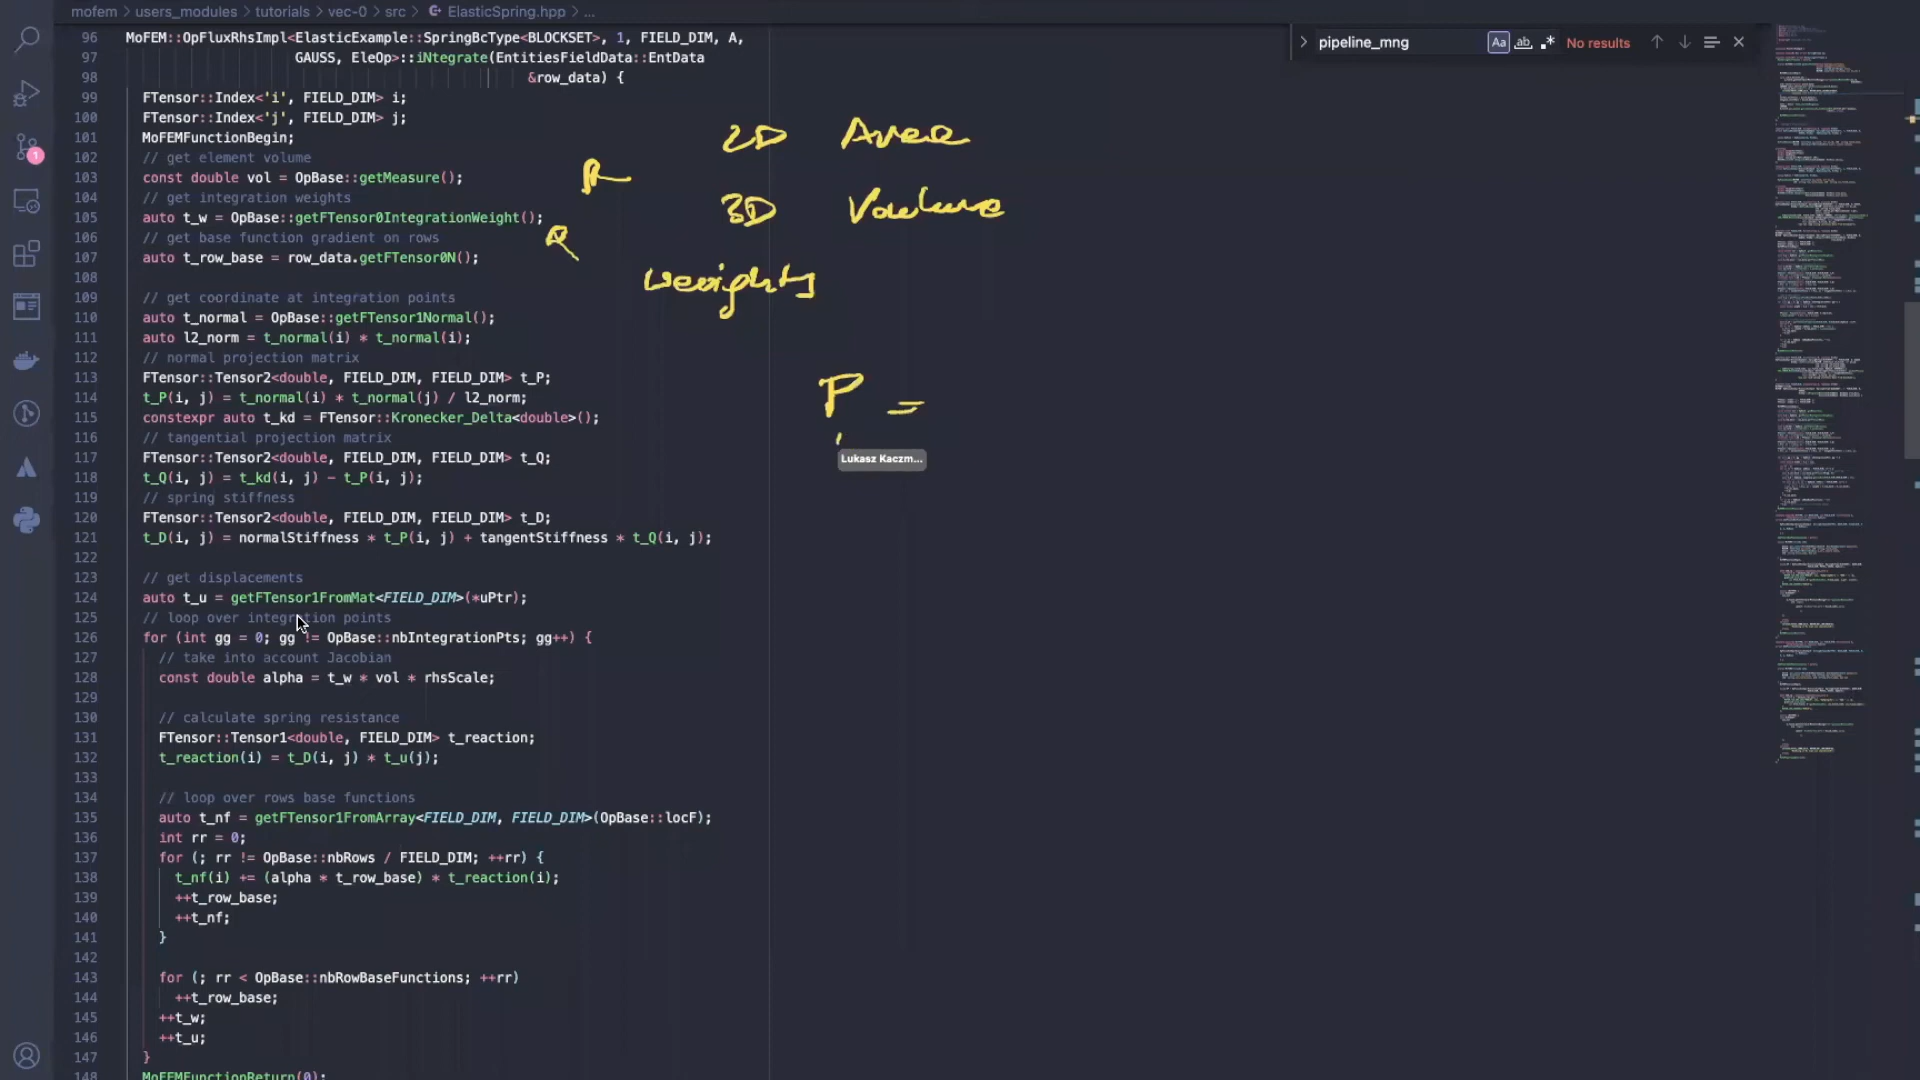 mofem > users_modules > tutorials > vec-0 > src > ElasticSpring.hpp > ...
pipeline_mng Aa ab .* No results
1
96 MoFEM::OpFluxRhsImpl<ElasticExample::SpringBcType<BLOCKSET>, 1, FIELD_DIM, A,
97 GAUSS, EleOp>::iNtegrate(EntitiesFieldData::EntData
98 &row_data) {
99 FTensor::Index<'i', FIELD_DIM> i;
100 FTensor::Index<'j', FIELD_DIM> j;
101 MoFEMFunctionBegin;
102 // get element volume
103 const double vol = OpBase::getMeasure();
104 // get integration weights
105 auto t_w = OpBase::getFTensor0IntegrationWeight();
106 // get base function gradient on rows
107 auto t_row_base = row_data.getFTensor0N();
108
109 // get coordinate at integration points
110 auto t_normal = OpBase::getFTensor1Normal();
111 auto l2_norm = t_normal(i) * t_normal(i);
112 // normal projection matrix
113 FTensor::Tensor2<double, FIELD_DIM, FIELD_DIM> t_P;
114 t_P(i, j) = t_normal(i) * t_normal(j) / l2_norm;
115 constexpr auto t_kd = FTensor::Kronecker_Delta<double>();
116 // tangential projection matrix
117 FTensor::Tensor2<double, FIELD_DIM, FIELD_DIM> t_Q;
118 t_Q(i, j) = t_kd(i, j) - t_P(i, j);
119 // spring stiffness
120 FTensor::Tensor2<double, FIELD_DIM, FIELD_DIM> t_D;
121 t_D(i, j) = normalStiffness * t_P(i, j) + tangentStiffness * t_Q(i, j);
122
123 // get displacements
124 auto t_u = getFTensor1FromMat<FIELD_DIM>(*uPtr);
125 // loop over integration points
126 for (int gg = 0; gg != OpBase::nbIntegrationPts; gg++) {
127 // take into account Jacobian
128 const double alpha = t_w * vol * rhsScale;
129
130 // calculate spring resistance
131 FTensor::Tensor1<double, FIELD_DIM> t_reaction;
132 t_reaction(i) = t_D(i, j) * t_u(j);
133
134 // loop over rows base functions
135 auto t_nf = getFTensor1FromArray<FIELD_DIM, FIELD_DIM>(OpBase::locF);
136 int rr = 0;
137 for (; rr != OpBase::nbRows / FIELD_DIM; ++rr) {
138 t_nf(i) += (alpha * t_row_base) * t_reaction(i);
139 ++t_row_base;
140 ++t_nf;
141 }
142
143 for (; rr < OpBase::nbRowBaseFunctions; ++rr)
144 ++t_row_base;
145 ++t_w;
146 ++t_u;
147 }
148 MoFEMFunctionReturn(0);
2D Area
3D Volume
weights
P =
Lukasz Kaczm...